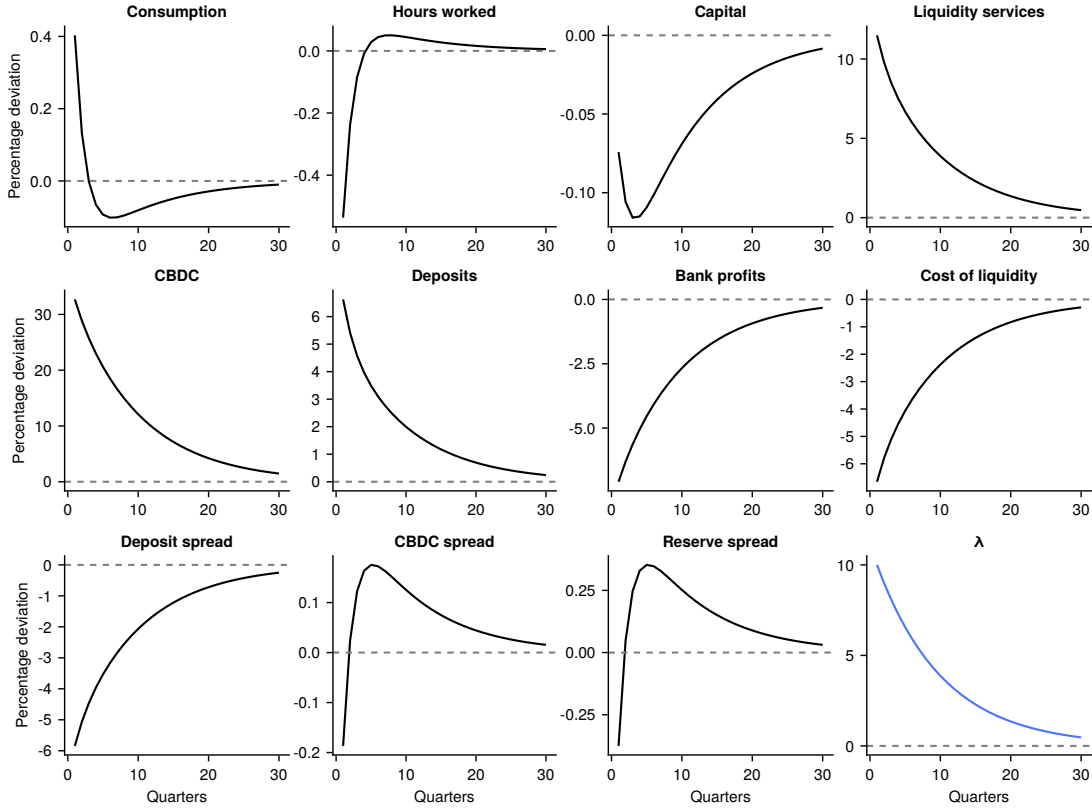 Consumption
Percentage deviation
0.4
0.2
0.0
0 10 20 30
Hours worked
0.0
-0.2
-0.4
0 10 20 30
Capital
0.00
-0.05
-0.10
0 10 20 30
Liquidity services
10
5
0
0 10 20 30
CBDC
Percentage deviation
30
20
10
0
0 10 20 30
Deposits
6
5
4
3
2
1
0
0 10 20 30
Bank profits
0.0
-2.5
-5.0
0 10 20 30
Cost of liquidity
0
-1
-2
-3
-4
-5
-6
0 10 20 30
Deposit spread
Percentage deviation
0
-1
-2
-3
-4
-5
-6
0 10 20 30
Quarters
CBDC spread
0.1
0.0
-0.1
-0.2
0 10 20 30
Quarters
Reserve spread
0.25
0.00
-0.25
0 10 20 30
Quarters
λ
10
5
0
0 10 20 30
Quarters